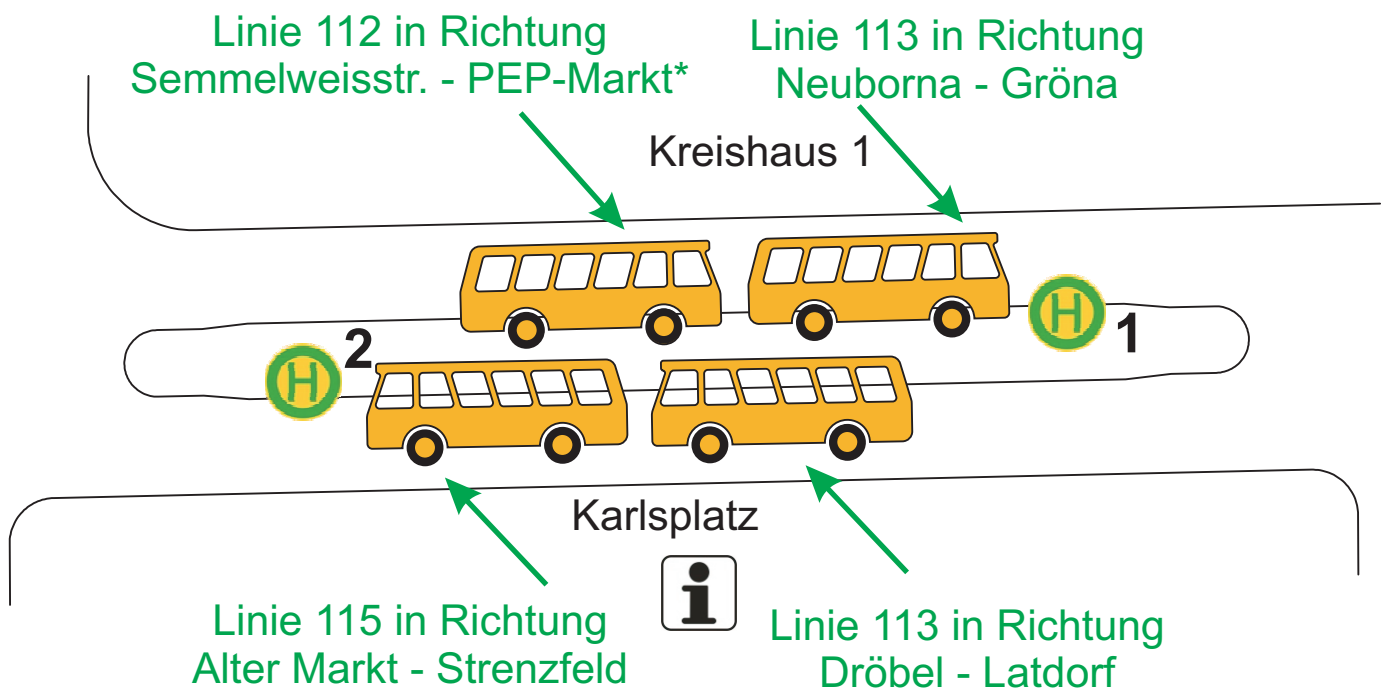 Linie 112 in Richtung
Semmelweisstr. - PEP-Markt*
Linie 113 in Richtung
Neuborna - Gröna
Kreishaus 1
H
1
2
H
Karlsplatz
i
Linie 115 in Richtung
Alter Markt - Strenzfeld
Linie 113 in Richtung
Dröbel - Latdorf